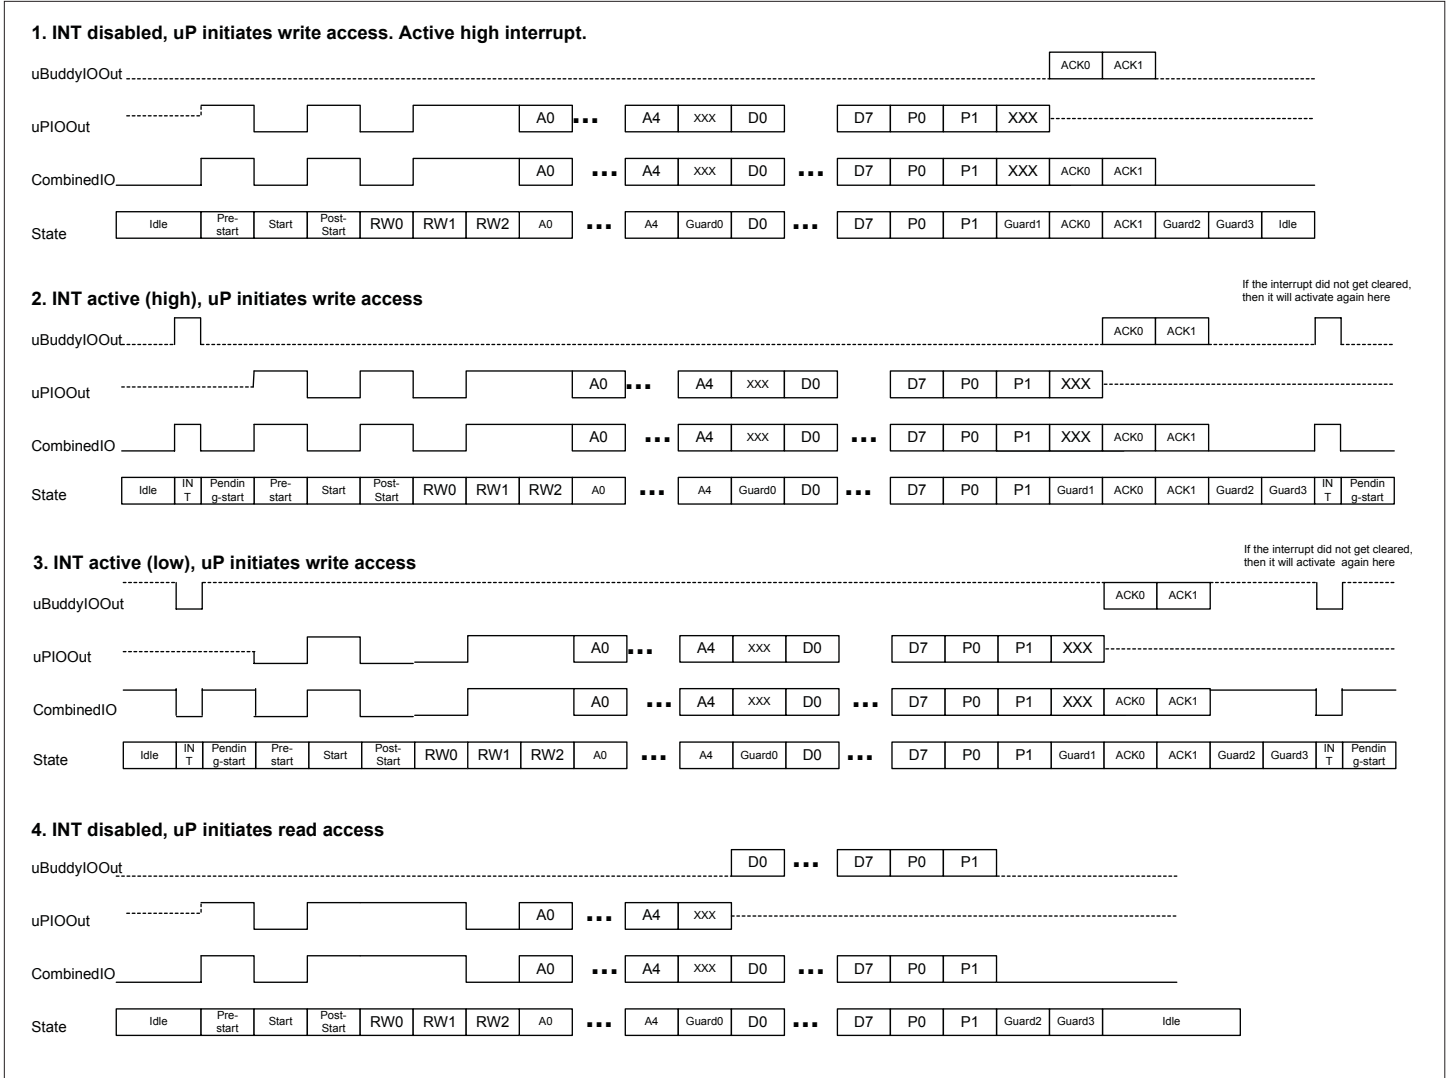 1. INT disabled, uP initiates write access. Active high interrupt.
uBuddyIOOut ACK0 ACK1
uPIOOut A0 ... A4 XXX D0 D7 P0 P1 XXX
CombinedIO A0 ... A4 XXX D0 ... D7 P0 P1 XXX ACK0 ACK1
State Idle Pre-start Start Post-Start RW0 RW1 RW2 A0 ... A4 Guard0 D0 ... D7 P0 P1 Guard1 ACK0 ACK1 Guard2 Guard3 Idle
If the interrupt did not get cleared,
then it will activate again here
2. INT active (high), uP initiates write access
uBuddyIOOut ACK0 ACK1
uPIOOut A0 ... A4 XXX D0 D7 P0 P1 XXX
CombinedIO A0 ... A4 XXX D0 ... D7 P0 P1 XXX ACK0 ACK1
State Idle INT Pending-start Pre-start Start Post-Start RW0 RW1 RW2 A0 ... A4 Guard0 D0 ... D7 P0 P1 Guard1 ACK0 ACK1 Guard2 Guard3 INT Pending-start
If the interrupt did not get cleared,
then it will activate again here
3. INT active (low), uP initiates write access
uBuddyIOOut ACK0 ACK1
uPIOOut A0 ... A4 XXX D0 D7 P0 P1 XXX
CombinedIO A0 ... A4 XXX D0 ... D7 P0 P1 XXX ACK0 ACK1
State Idle INT Pending-start Pre-start Start Post-Start RW0 RW1 RW2 A0 ... A4 Guard0 D0 ... D7 P0 P1 Guard1 ACK0 ACK1 Guard2 Guard3 INT Pending-start
4. INT disabled, uP initiates read access
uBuddyIOOut D0 ... D7 P0 P1
uPIOOut A0 ... A4 XXX
CombinedIO A0 ... A4 XXX D0 ... D7 P0 P1
State Idle Pre-start Start Post-Start RW0 RW1 RW2 A0 ... A4 Guard0 D0 ... D7 P0 P1 Guard2 Guard3 Idle